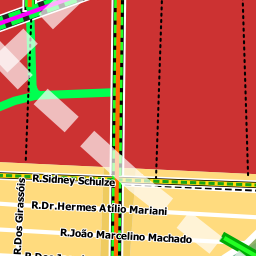 R.Sidney Schulze
R.Dos Girassóis
R.Dr.Hermes Atílio Mariani
R.João Marcelino Machado